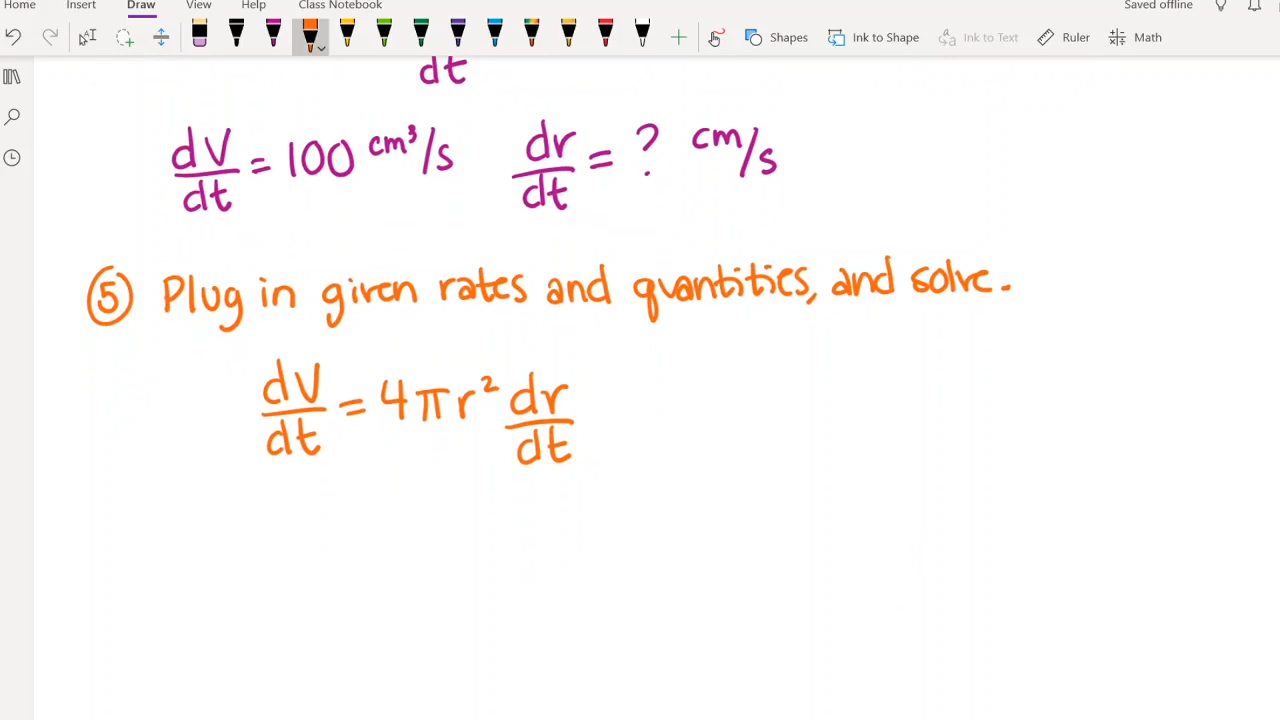 Home Insert Draw View Help Class Notebook Saved offline
Shapes Ink to Shape Ink to Text Ruler Math
dt
dV/dt = 100 cm³/s dr/dt = ? cm/s
⑤ Plug in given rates and quantities, and solve.
dV/dt = 4πr² dr/dt